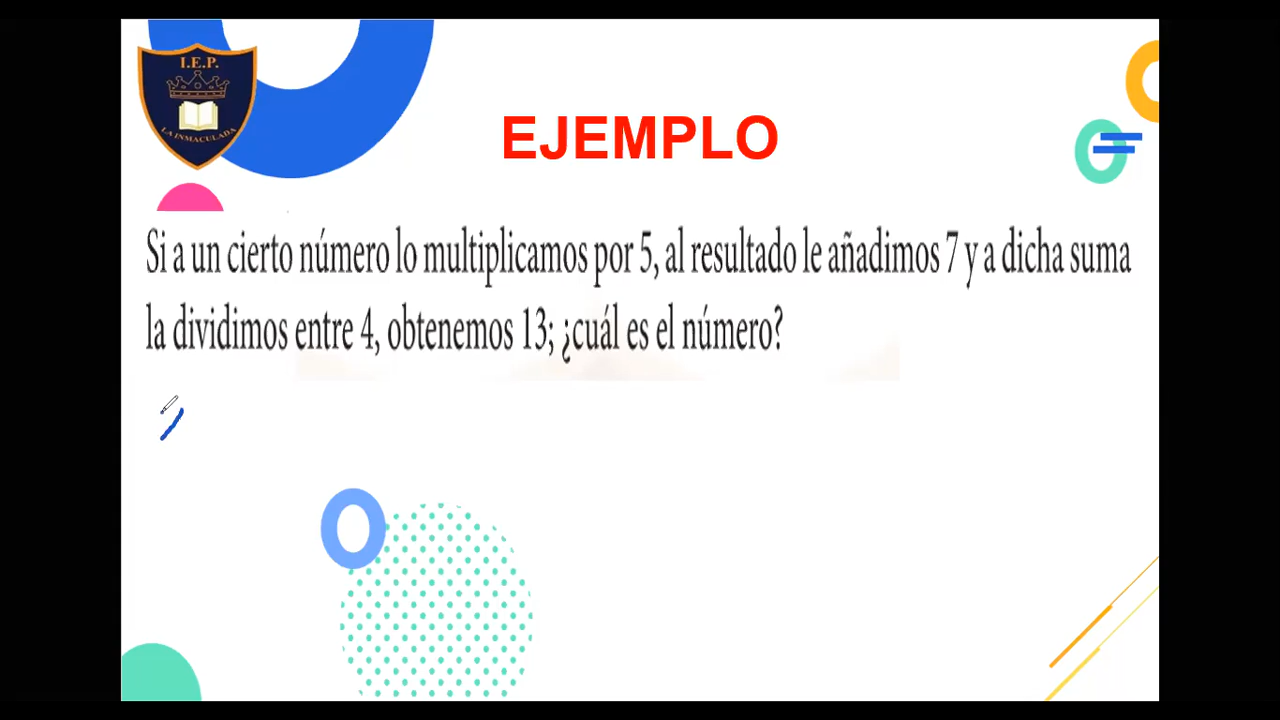 I.E.P.
LA INMACULADA
EJEMPLO
Si a un cierto número lo multiplicamos por 5, al resultado le añadimos 7 y a dicha suma
la dividimos entre 4, obtenemos 13; ¿cuál es el número?